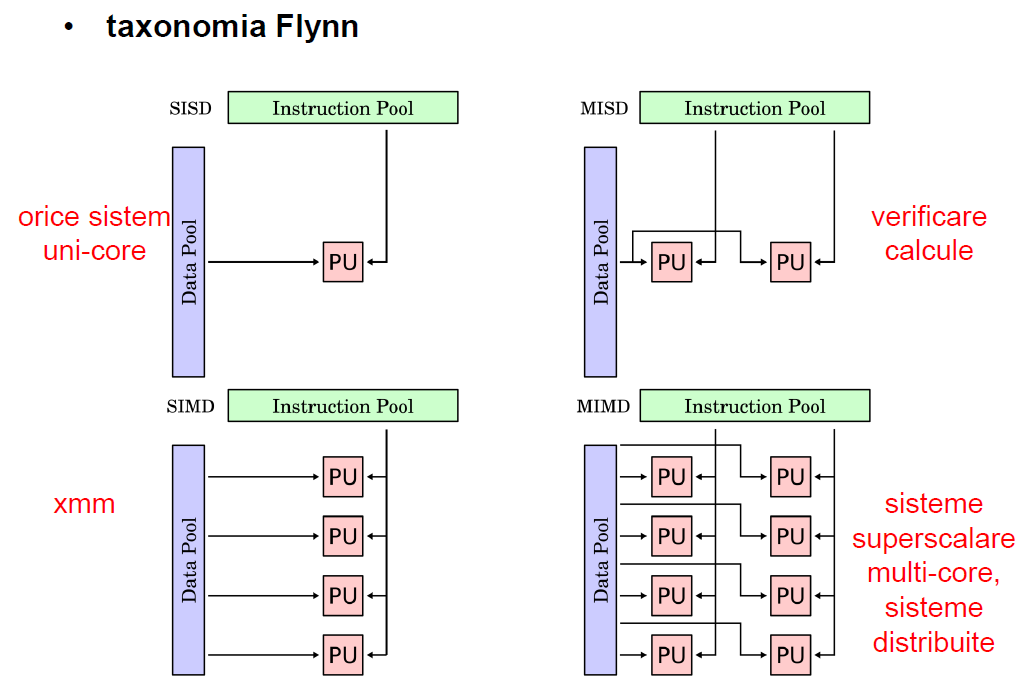 • taxonomia Flynn
SISD
Instruction Pool
Data Pool
PU
orice sistem
uni-core
MISD
Instruction Pool
Data Pool
PU
PU
verificare
calcule
SIMD
Instruction Pool
Data Pool
PU
PU
PU
PU
xmm
MIMD
Instruction Pool
Data Pool
PU
PU
PU
PU
PU
PU
PU
PU
sisteme
superscalare
multi-core,
sisteme
distribuite